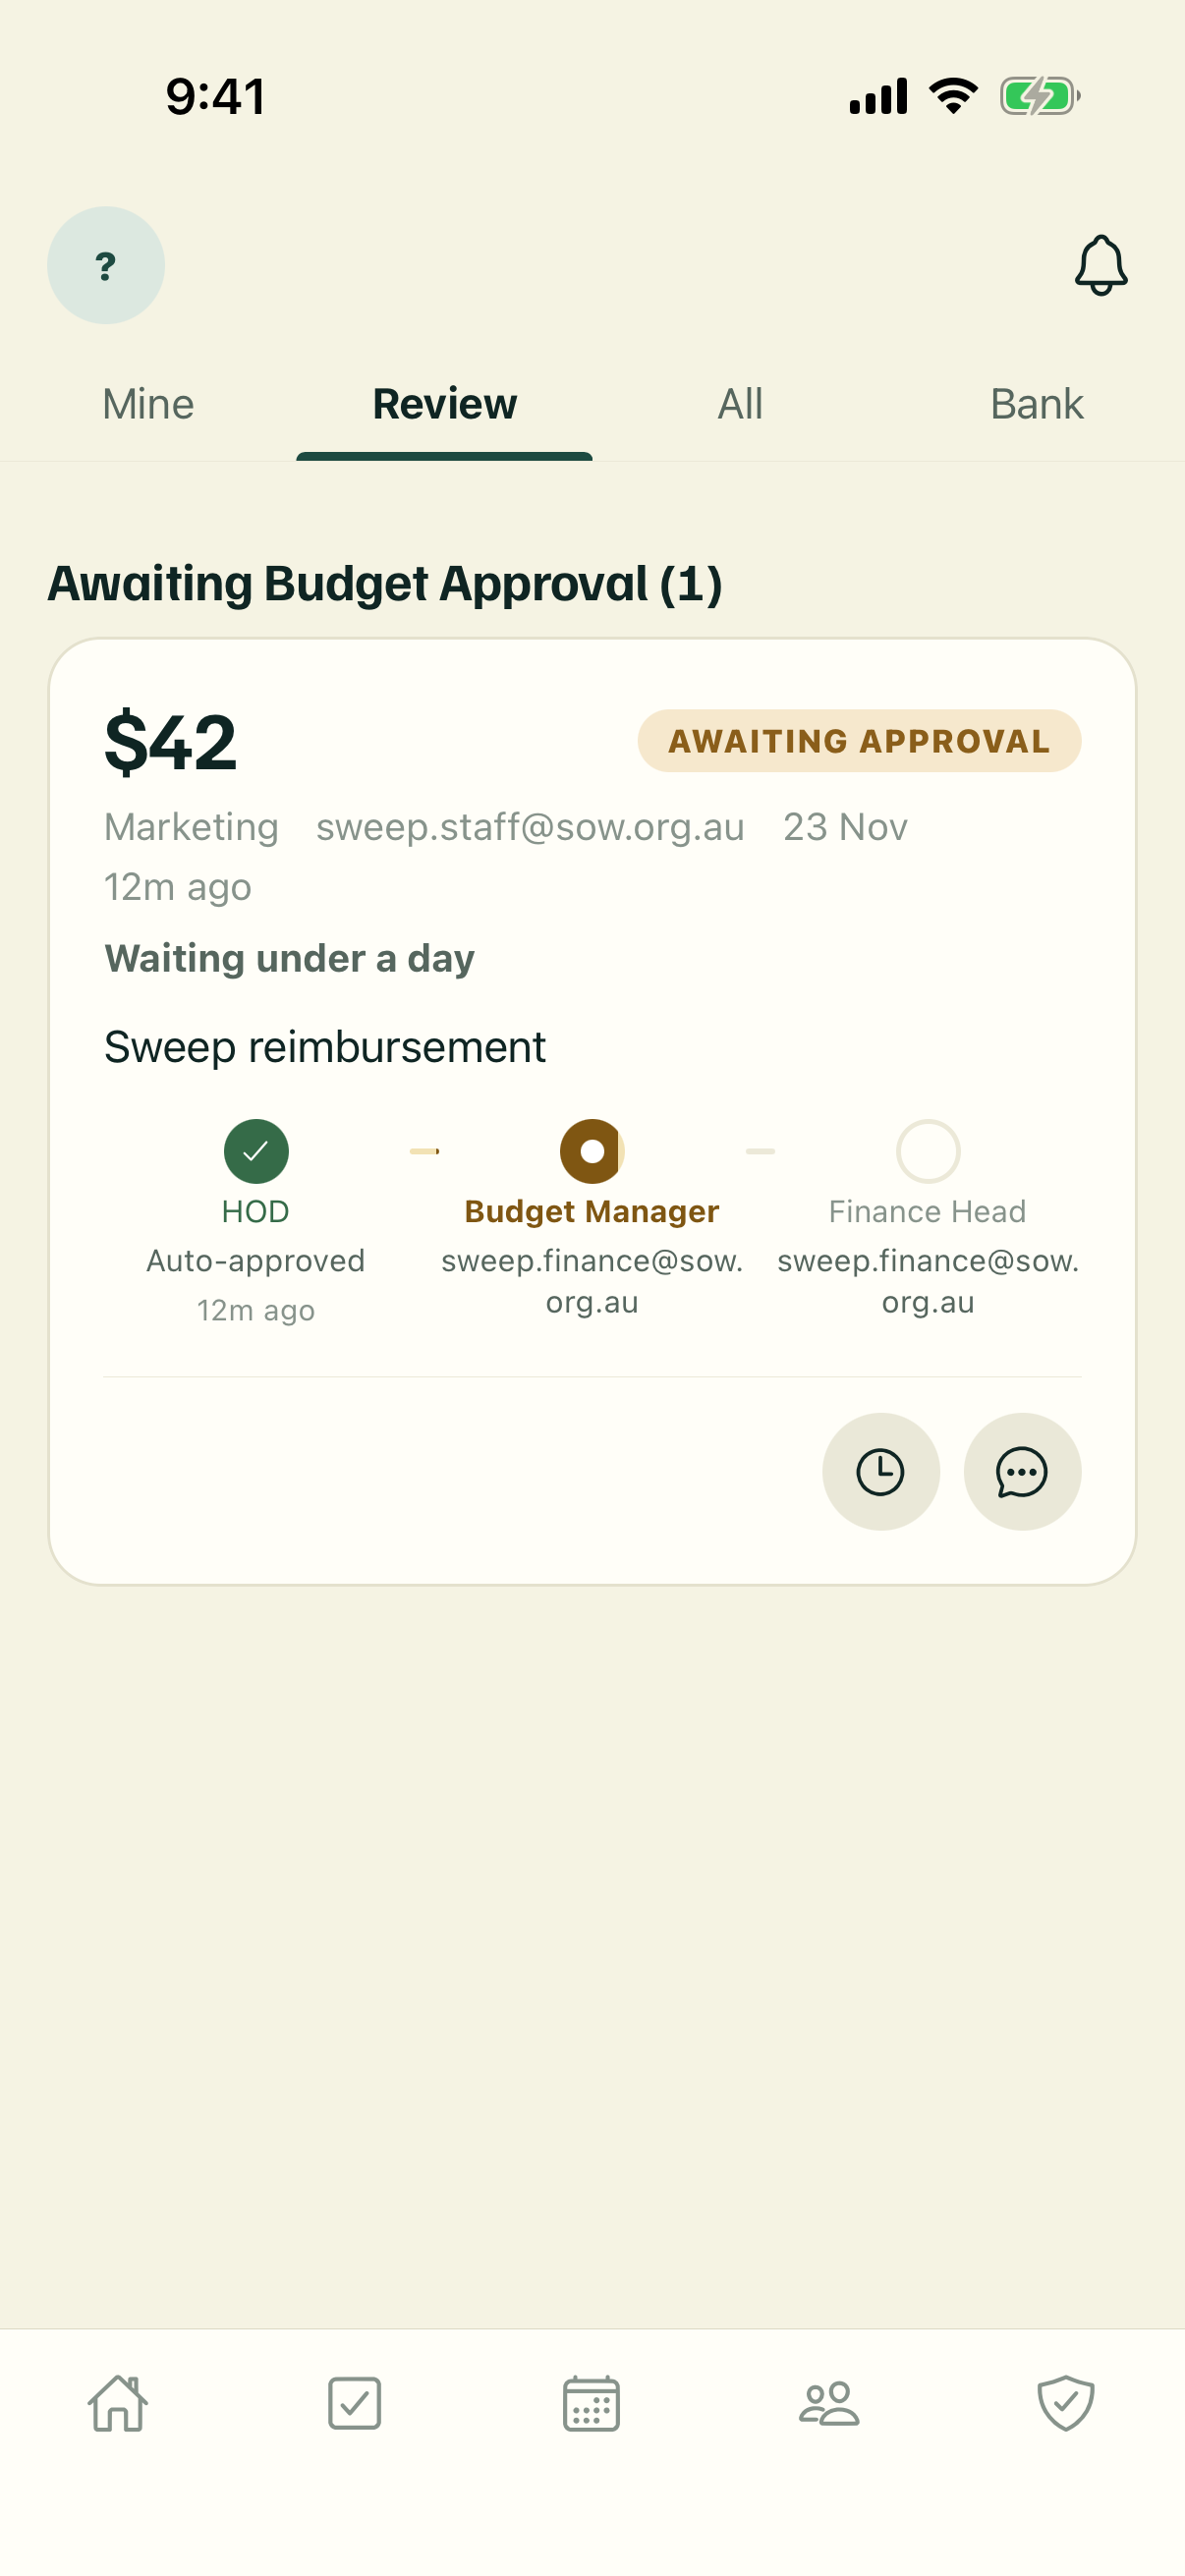 9:41
?
Mine Review All Bank
Awaiting Budget Approval (1)
$42 AWAITING APPROVAL
Marketing sweep.staff@sow.org.au 23 Nov
12m ago
Waiting under a day
Sweep reimbursement
HOD Budget Manager Finance Head
Auto-approved sweep.finance@sow. sweep.finance@sow.
12m ago org.au org.au